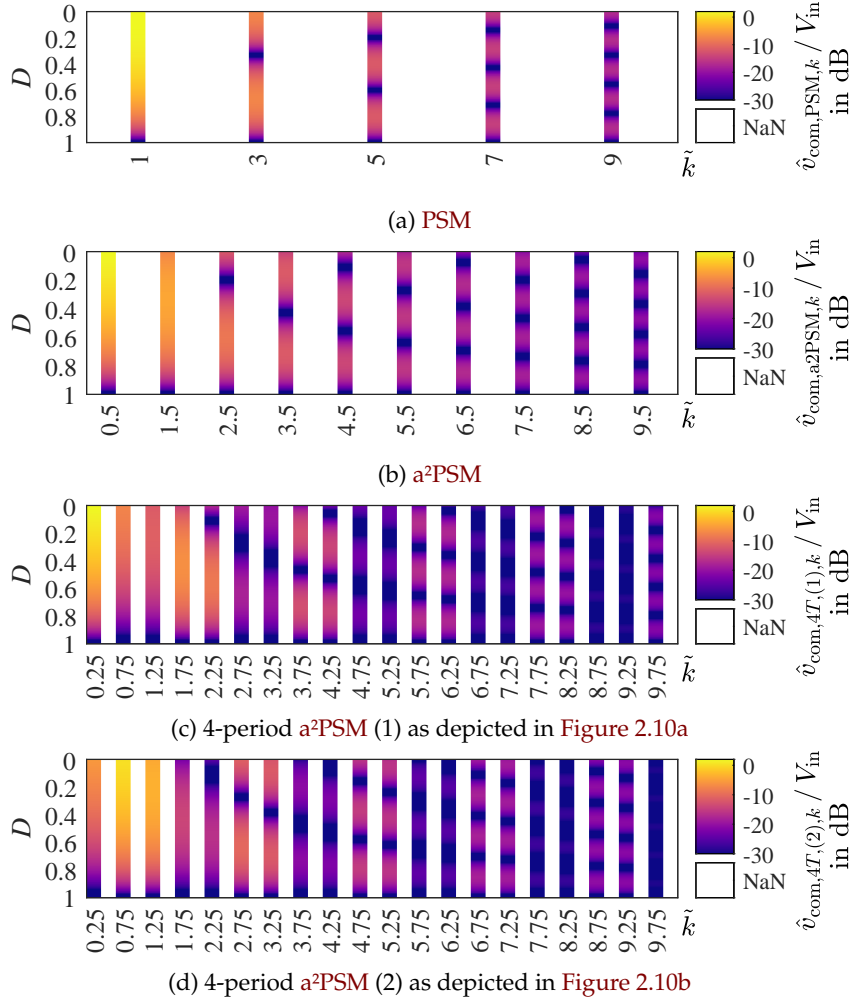 0
0.2
0.4
0.6
0.8
1
D
1 3 5 7 9 k̃
0
-10
-20
-30
NaN
v̂com,PSM,k / Vin
in dB
(a) PSM
0
0.2
0.4
0.6
0.8
1
D
0.5 1.5 2.5 3.5 4.5 5.5 6.5 7.5 8.5 9.5 k̃
0
-10
-20
-30
NaN
v̂com,a2PSM,k / Vin
in dB
(b) a²PSM
0
0.2
0.4
0.6
0.8
1
D
0.25 0.75 1.25 1.75 2.25 2.75 3.25 3.75 4.25 4.75 5.25 5.75 6.25 6.75 7.25 7.75 8.25 8.75 9.25 9.75 k̃
0
-10
-20
-30
NaN
v̂com,4T,(1),k / Vin
in dB
(c) 4-period a²PSM (1) as depicted in Figure 2.10a
0
0.2
0.4
0.6
0.8
1
D
0.25 0.75 1.25 1.75 2.25 2.75 3.25 3.75 4.25 4.75 5.25 5.75 6.25 6.75 7.25 7.75 8.25 8.75 9.25 9.75 k̃
0
-10
-20
-30
NaN
v̂com,4T,(2),k / Vin
in dB
(d) 4-period a²PSM (2) as depicted in Figure 2.10b